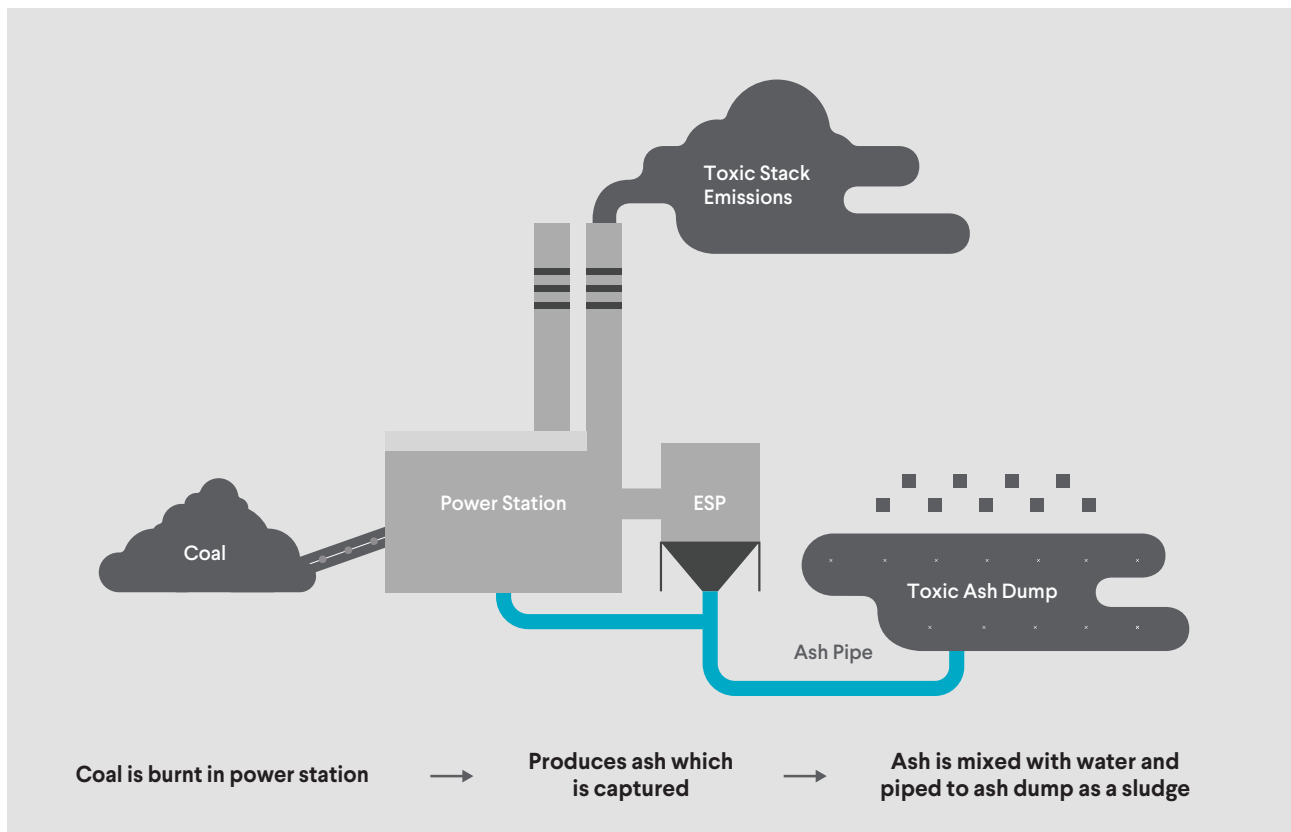 Toxic Stack
Emissions
Power Station
ESP
Coal
Toxic Ash Dump
Ash Pipe
Coal is burnt in power station
Produces ash which
is captured
Ash is mixed with water and
piped to ash dump as a sludge